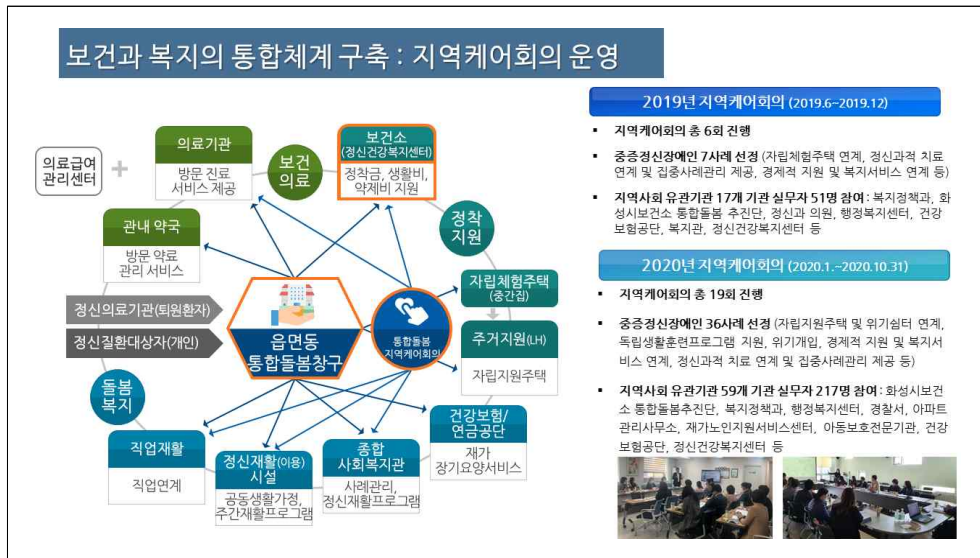 보건과 복지의 통합체계 구축 : 지역케어회의 운영
의료급여
관리센터
의료기관
방문 진료
서비스 제공
보건
의료
보건소
(정신건강복지센터)
정착금, 생활비,
약제비 지원
정착
지원
관내 약국
방문 약료
관리 서비스
정신의료기관(퇴원환자)
정신질환대상자(개인)
읍면동
통합돌봄창구
통합돌봄
지역케어회의
자립체험주택
(중간집)
주거지원(LH)
자립지원주택
돌봄
복지
직업재활
직업연계
정신재활(이용)
시설
공동생활가정,
주간재활프로그램
종합
사회복지관
사례관리,
정신재활프로그램
건강보험/
연금공단
재가
장기요양서비스
2019년 지역케어회의 (2019.6~2019.12)
▪ 지역케어회의 총 6회 진행
▪ 중증정신장애인 7사례 선정 (자립체험주택 연계, 정신과적 치료
연계 및 집중사례관리 제공, 경제적 지원 및 복지서비스 연계 등)
▪ 지역사회 유관기관 17개 기관 실무자 51명 참여 : 복지정책과, 화
성시보건소 통합돌봄 추진단, 정신과 의원, 행정복지센터, 건강
보험공단, 복지관, 정신건강복지센터 등
2020년 지역케어회의 (2020.1.~2020.10.31)
▪ 지역케어회의 총 19회 진행
▪ 중증정신장애인 36사례 선정 (자립지원주택 및 위기쉼터 연계,
독립생활훈련프로그램 지원, 위기개입, 경제적 지원 및 복지서
비스 연계, 정신과적 치료 연계 및 집중사례관리 제공 등)
▪ 지역사회 유관기관 59개 기관 실무자 217명 참여 : 화성시보건
소 통합돌봄추진단, 복지정책과, 행정복지센터, 경찰서, 아파트
관리사무소, 재가노인지원서비스센터, 아동보호전문기관, 건강
보험공단, 정신건강복지센터 등